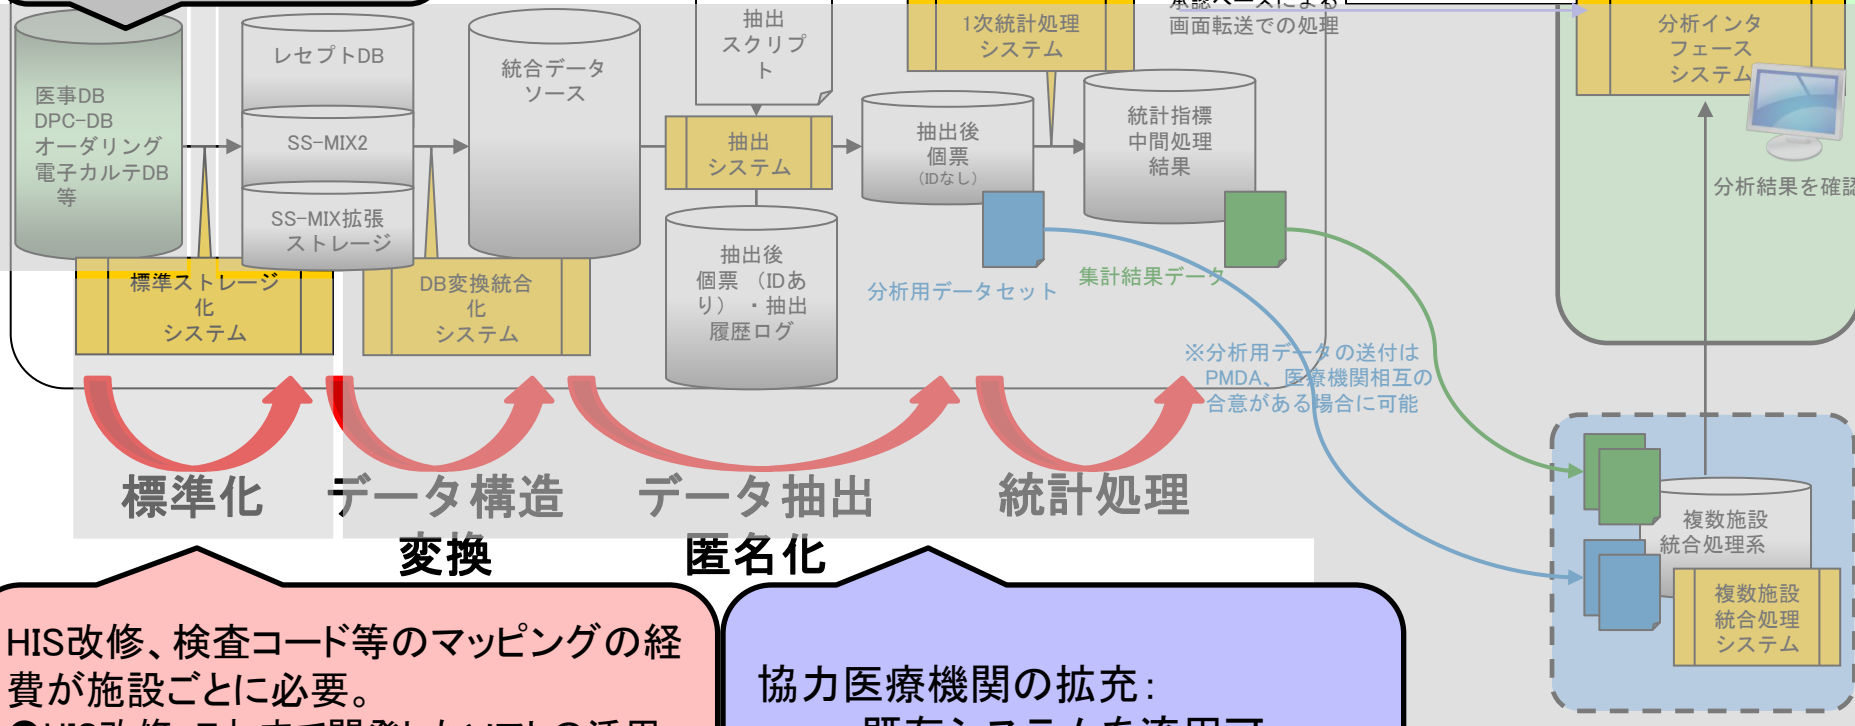 承認ベースによる
画面転送での処理
抽出
スクリプ
ト
1次統計処理
システム
分析インタ
フェース
システム
レセプトDB
統合データ
ソース
医事DB
DPC-DB
オーダリング
電子カルテDB
等
SS-MIX2
抽出
システム
抽出後
個票
（IDなし）
統計指標
中間処理
結果
分析結果を確認
SS-MIX拡張
ストレージ
標準ストレージ
化
システム
DB変換統合
化
システム
抽出後
個票 （IDあ
り） ・抽出
履歴ログ
分析用データセット
集計結果データ
※分析用データの送付は
PMDA、医療機関相互の
合意がある場合に可能
標準化
データ構造
変換
データ抽出
匿名化
統計処理
複数施設
統合処理系
複数施設
統合処理
システム
HIS改修、検査コード等のマッピングの経
費が施設ごとに必要。
協力医療機関の拡充：